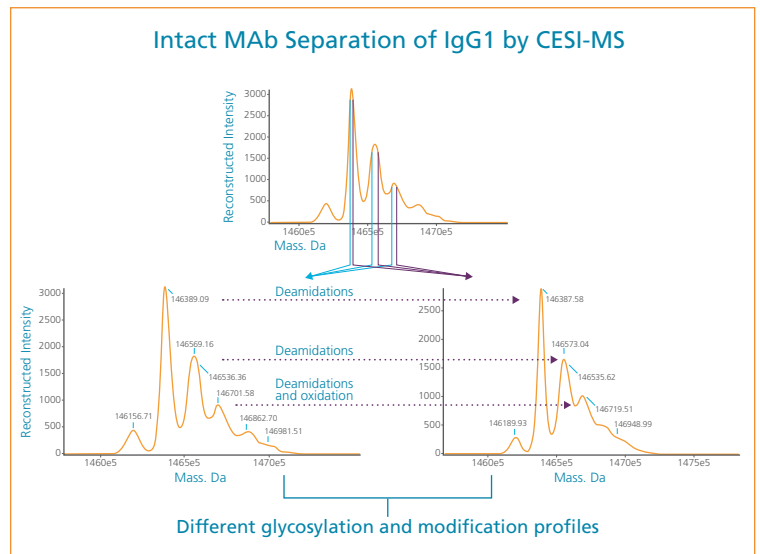 Intact MAb Separation of IgG1 by CESI-MS
Reconstructed Intensity
3000
2500
2000
1500
1000
500
0
1460e5
1465e5
1470e5
Mass. Da
Reconstructed Intensity
3000
2500
2000
1500
1000
500
0
146389.09
146569.16
146536.36
146701.58
146156.71
146862.70
146981.51
1460e5
1465e5
1470e5
Mass. Da
Deamidations
Deamidations
Deamidations
and oxidation
2500
2000
1500
1000
500
0
146387.58
146573.04
146535.62
146719.51
146189.93
146948.99
1460e5
1465e5
1470e5
1475e5
Mass. Da
Different glycosylation and modification profiles